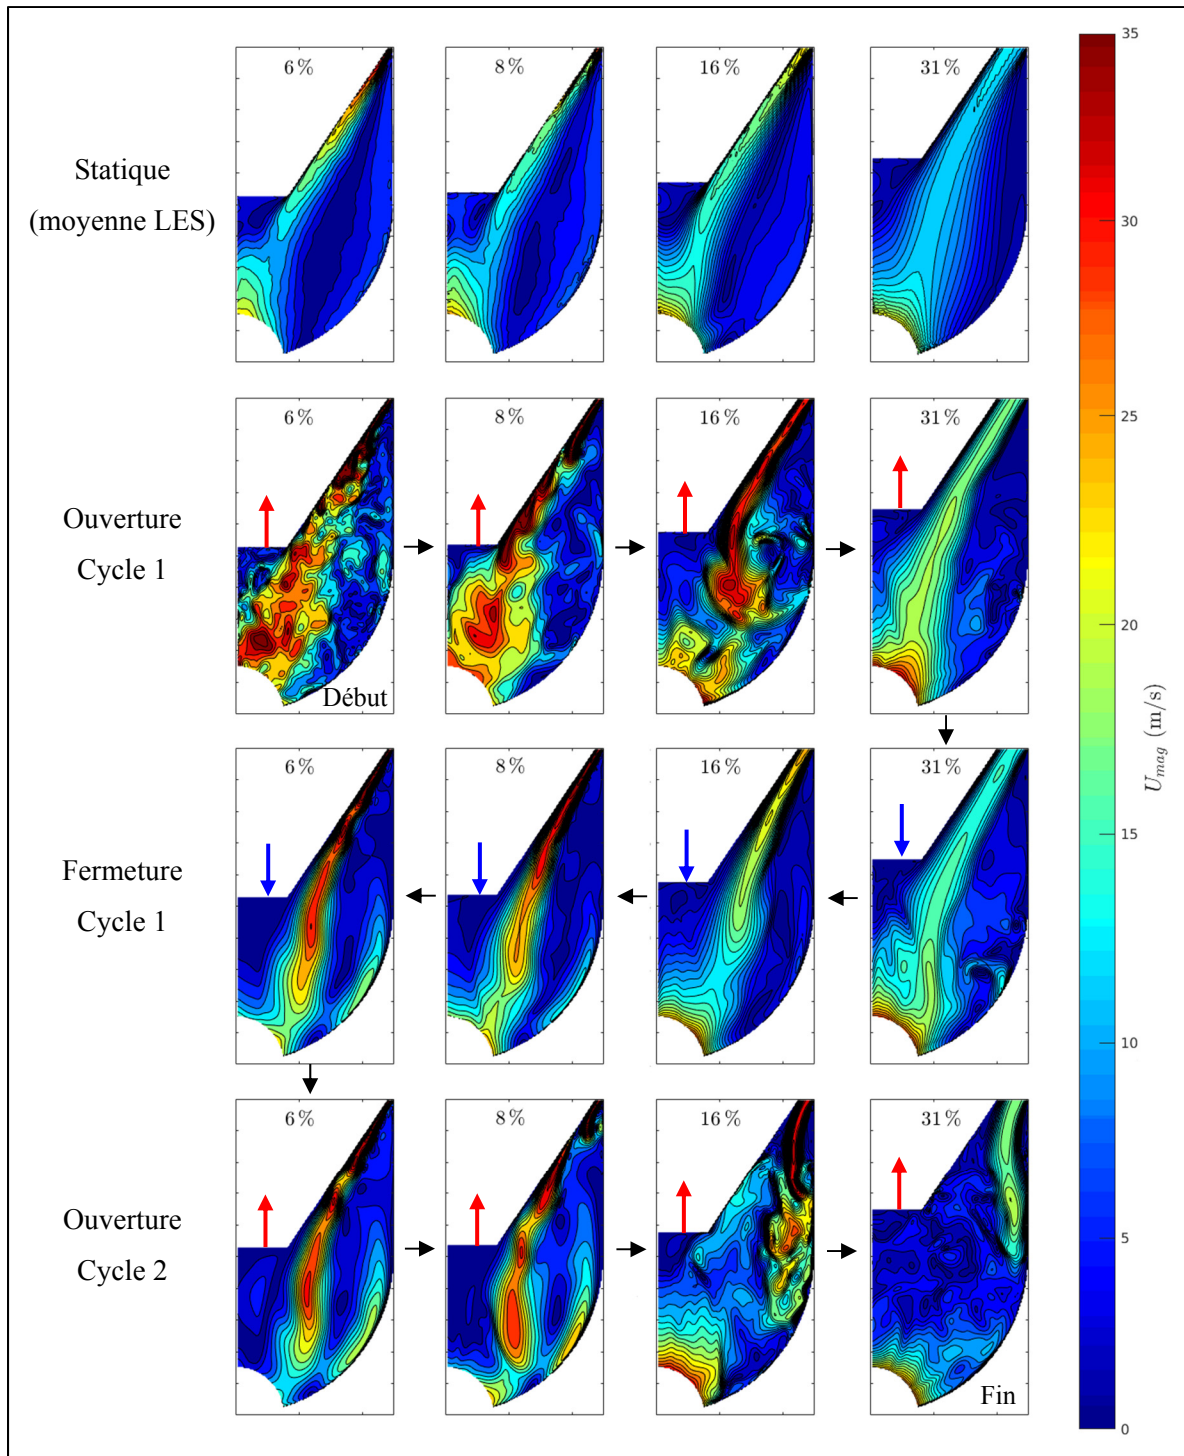 6 %
8 %
16 %
31 %
Statique
(moyenne LES)
6 %
8 %
16 %
31 %
Ouverture
Cycle 1
Début
6 %
8 %
16 %
31 %
Fermeture
Cycle 1
6 %
8 %
16 %
31 %
Ouverture
Cycle 2
Fin
35
30
25
20
15
10
5
0
U_mag (m/s)